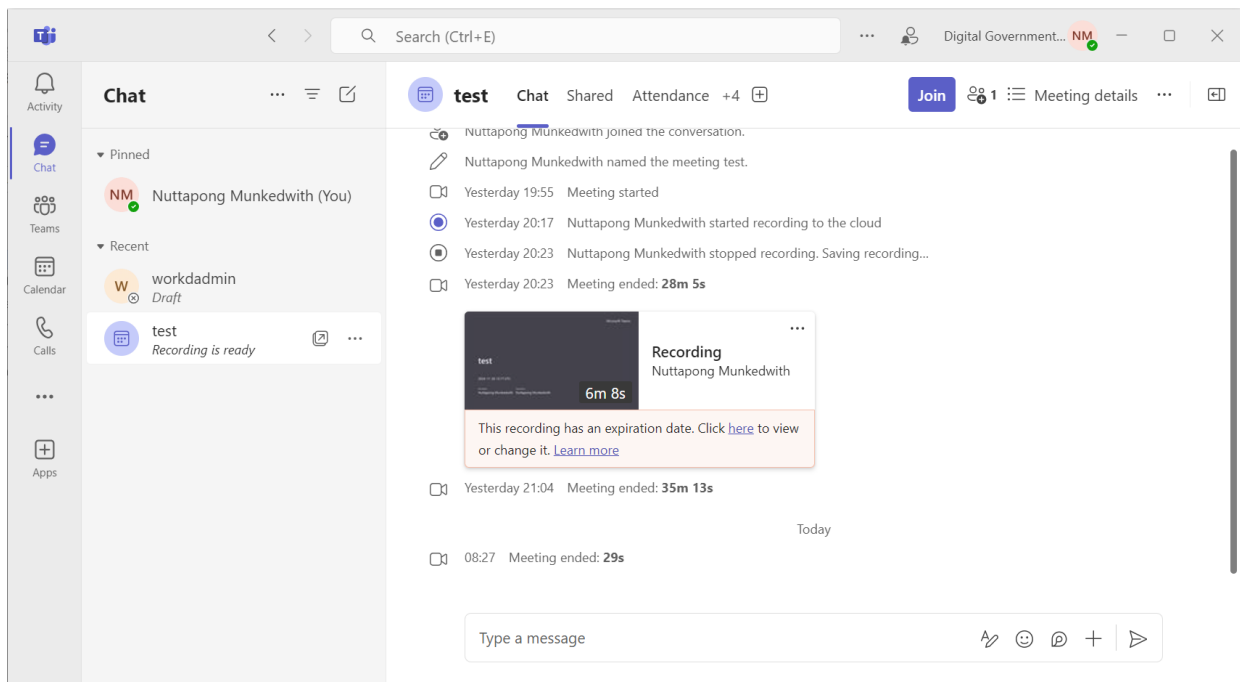 Search (Ctrl+E)
Digital Government... NM
Activity
Chat
Teams
Calendar
Calls
Apps
Chat
Pinned
NM Nuttapong Munkedwith (You)
Recent
W workdadmin
Draft
test
Recording is ready
test Chat Shared Attendance +4 Join 1 Meeting details
Nuttapong Munkedwith joined the conversation.
Nuttapong Munkedwith named the meeting test.
Yesterday 19:55 Meeting started
Yesterday 20:17 Nuttapong Munkedwith started recording to the cloud
Yesterday 20:23 Nuttapong Munkedwith stopped recording. Saving recording...
Yesterday 20:23 Meeting ended: 28m 5s
test
6m 8s
Recording
Nuttapong Munkedwith
This recording has an expiration date. Click here to view
or change it. Learn more
Yesterday 21:04 Meeting ended: 35m 13s
Today
08:27 Meeting ended: 29s
Type a message